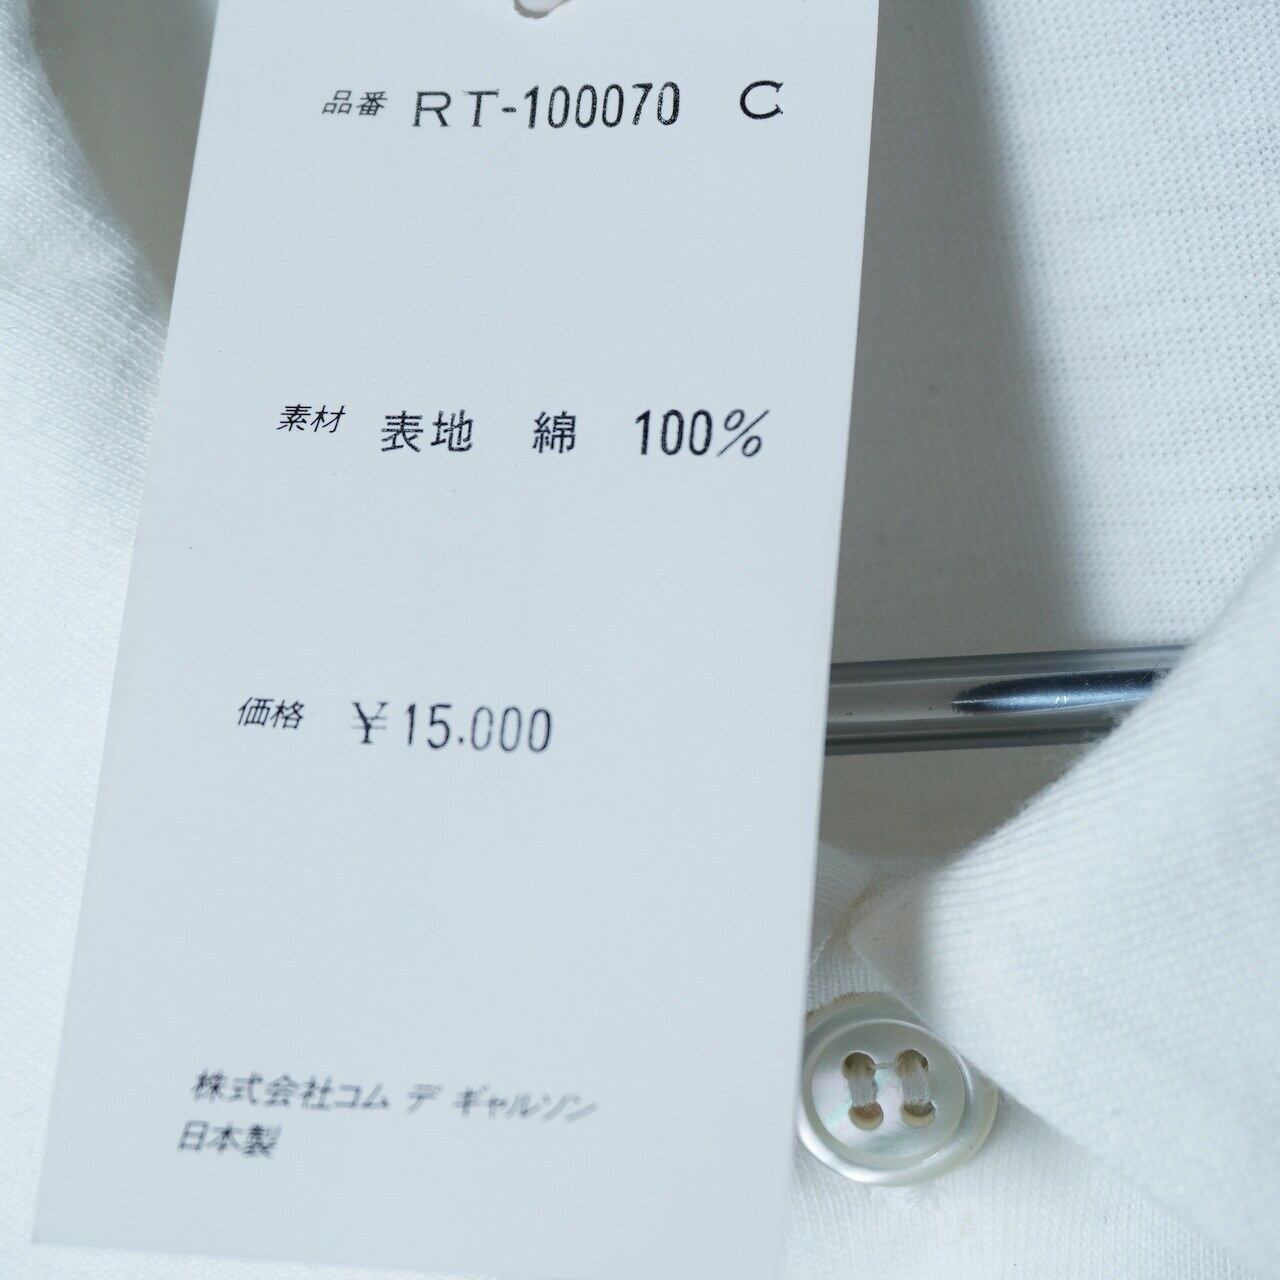 品番 RT-100070 C
素材 表地 綿 100%
価格 ¥15.000
株式会社コム デ ギャルソン
日本製